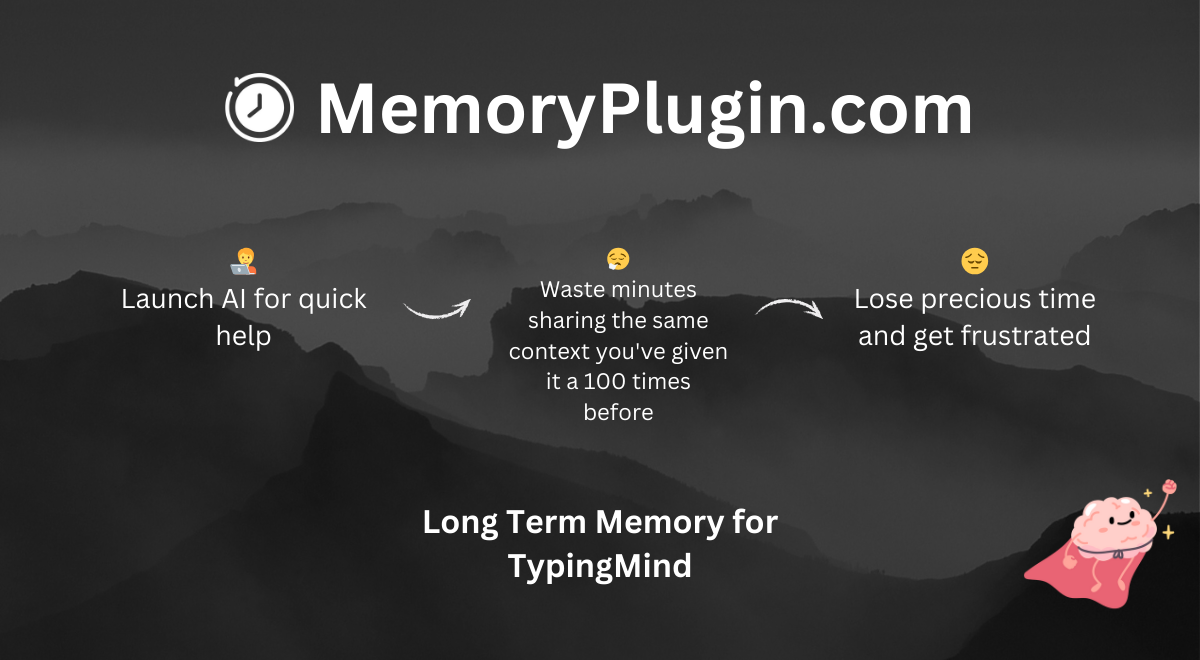 MemoryPlugin.com
Launch AI for quick
help
Waste minutes
sharing the same
context you've given
it a 100 times
before
Lose precious time
and get frustrated
Long Term Memory for
TypingMind